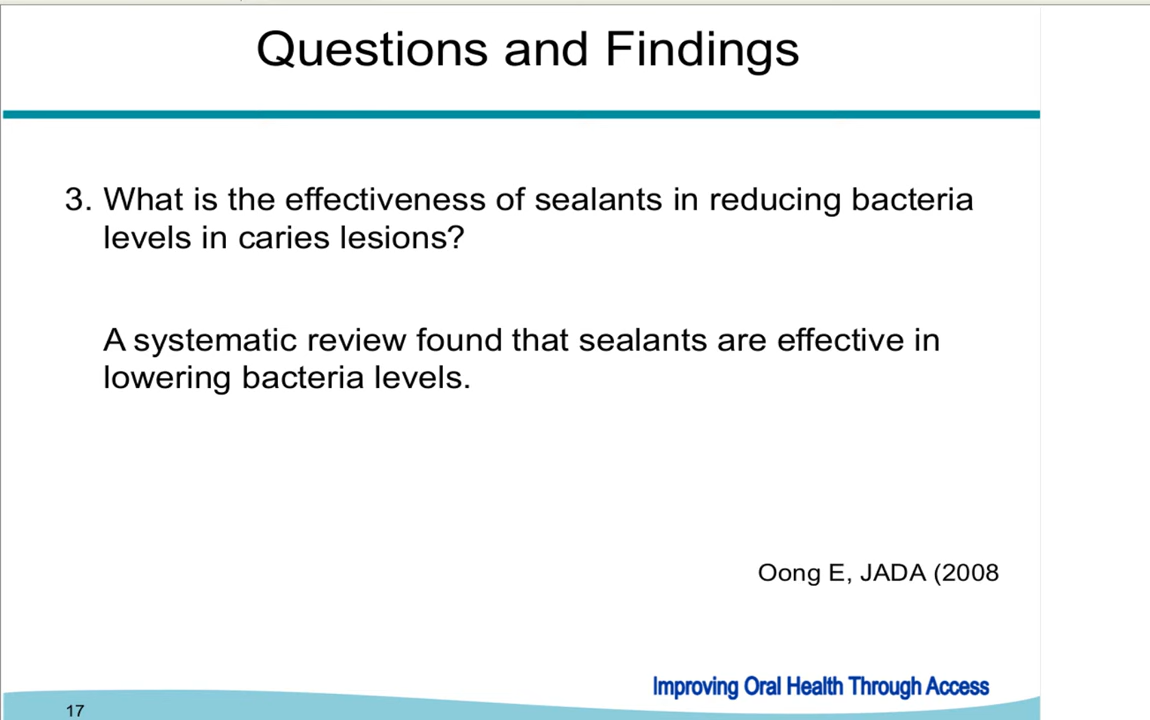 Questions and Findings
3. What is the effectiveness of sealants in reducing bacteria
levels in caries lesions?
A systematic review found that sealants are effective in
lowering bacteria levels.
Oong E, JADA (2008
Improving Oral Health Through Access
17